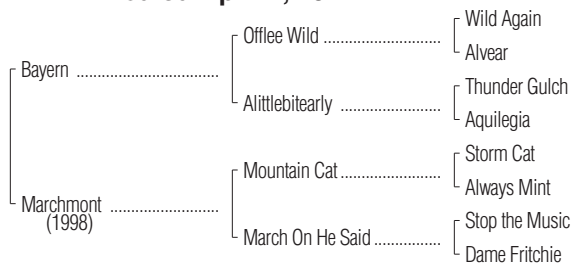 Wild Again
Offlee Wild ........................
Alvear
Bayern .......................................
Thunder Gulch
Alittlebitearly .....................
Aquilegia
Storm Cat
Mountain Cat ......................
Always Mint
Marchmont .............................
(1998)
Stop the Music
March On He Said ...............
Dame Fritchie